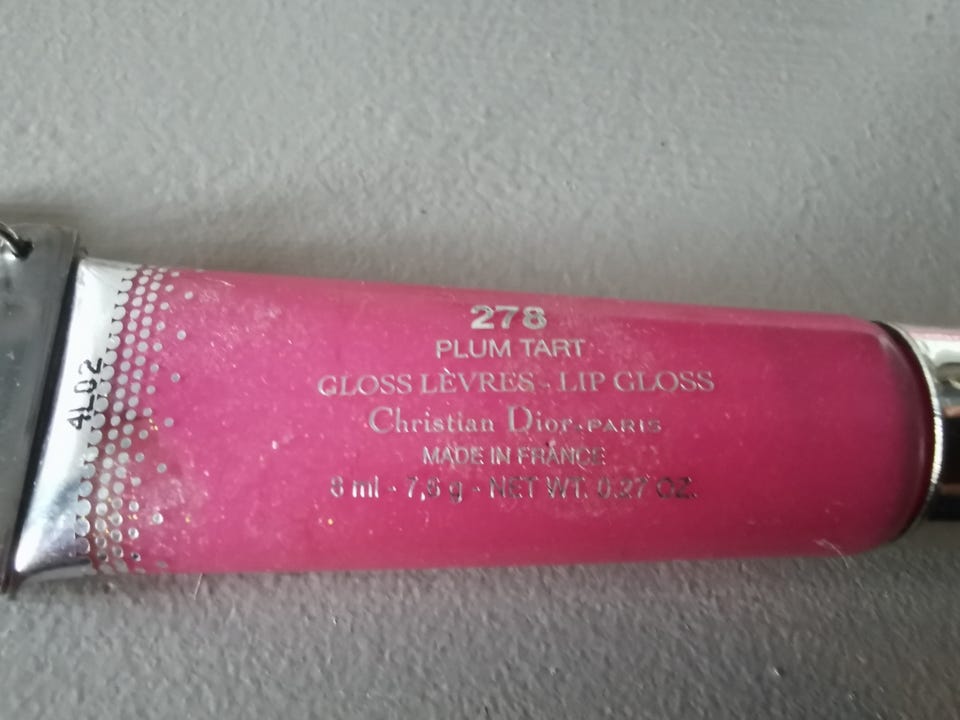 278
PLUM TART
GLOSS LÈVRES - LIP GLOSS
Christian Dior-PARIS
MADE IN FRANCE
8 ml - 7,6 g - NET WT. 0.27 OZ.
4L02